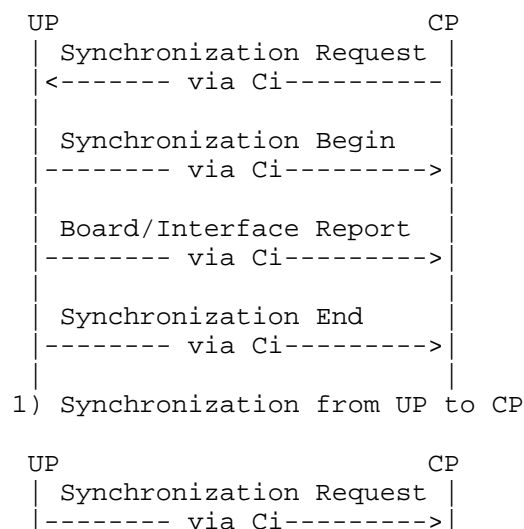 UP CP
| Synchronization Request |
|<------- via Ci----------|
| |
| Synchronization Begin |
|-------- via Ci--------->|
| |
| Board/Interface Report |
|-------- via Ci--------->|
| |
| Synchronization End |
|-------- via Ci--------->|
| |
1) Synchronization from UP to CP
UP CP
| Synchronization Request |
|-------- via Ci--------->|